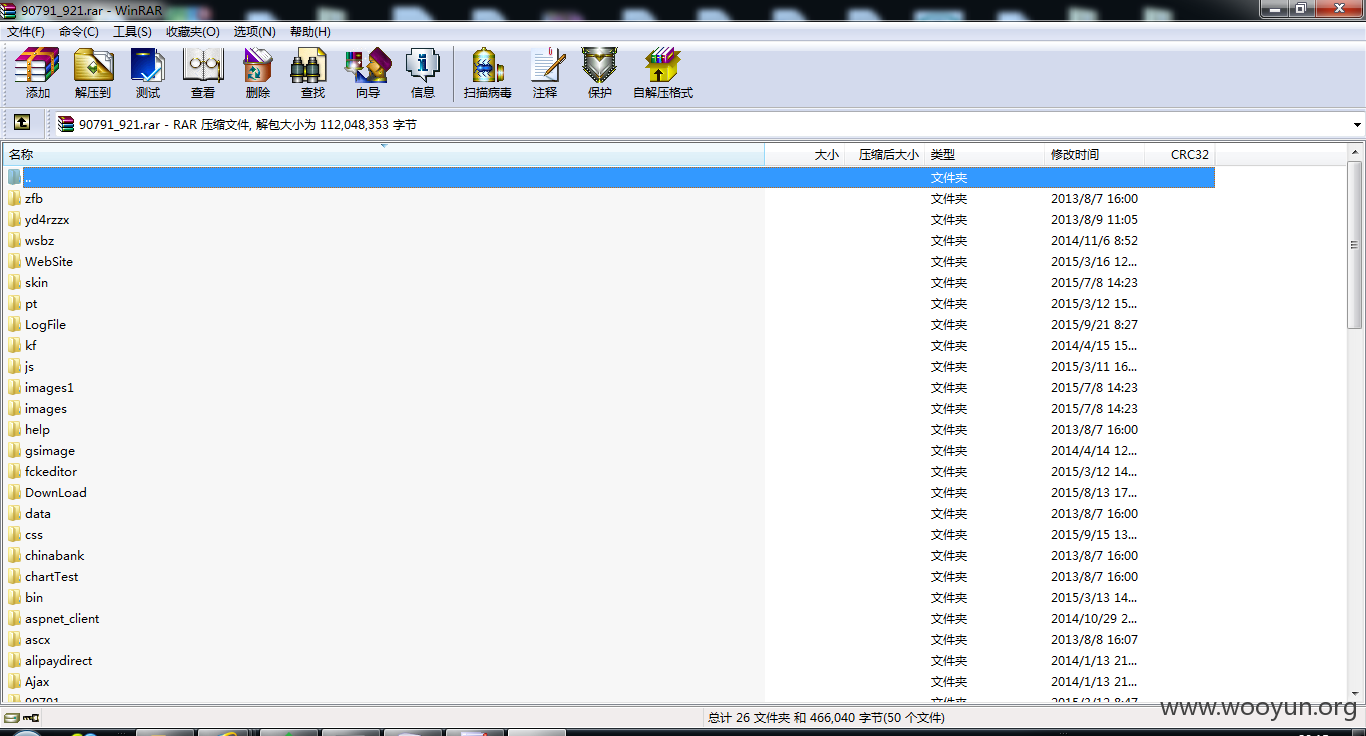 90791_921.rar - WinRAR
文件(F) 命令(C) 工具(S) 收藏夹(O) 选项(N) 帮助(H)
添加 解压到 测试 查看 删除 查找 向导 信息 扫描病毒 注释 保护 自解压格式
90791_921.rar - RAR 压缩文件, 解包大小为 112,048,353 字节
名称 大小 压缩后大小 类型 修改时间 CRC32
.. 文件夹
zfb 文件夹 2013/8/7 16:00
yd4rzzx 文件夹 2013/8/9 11:05
wsbz 文件夹 2014/11/6 8:52
WebSite 文件夹 2015/3/16 12...
skin 文件夹 2015/7/8 14:23
pt 文件夹 2015/3/12 15...
LogFile 文件夹 2015/9/21 8:27
kf 文件夹 2014/4/15 15...
js 文件夹 2015/3/11 16...
images1 文件夹 2015/7/8 14:23
images 文件夹 2015/7/8 14:23
help 文件夹 2013/8/7 16:00
gsimage 文件夹 2014/4/14 12...
fckeditor 文件夹 2015/3/12 14...
DownLoad 文件夹 2015/8/13 17...
data 文件夹 2013/8/7 16:00
css 文件夹 2015/9/15 13...
chinabank 文件夹 2013/8/7 16:00
chartTest 文件夹 2013/8/7 16:00
bin 文件夹 2015/3/13 14...
aspnet_client 文件夹 2014/10/29 2...
ascx 文件夹 2013/8/8 16:07
alipaydirect 文件夹 2014/1/13 21...
Ajax 文件夹 2014/1/13 21...
90791 文件夹 2015/3/12 8:47
总计 26 文件夹 和 466,040 字节(50 个文件)
www.wooyun.org